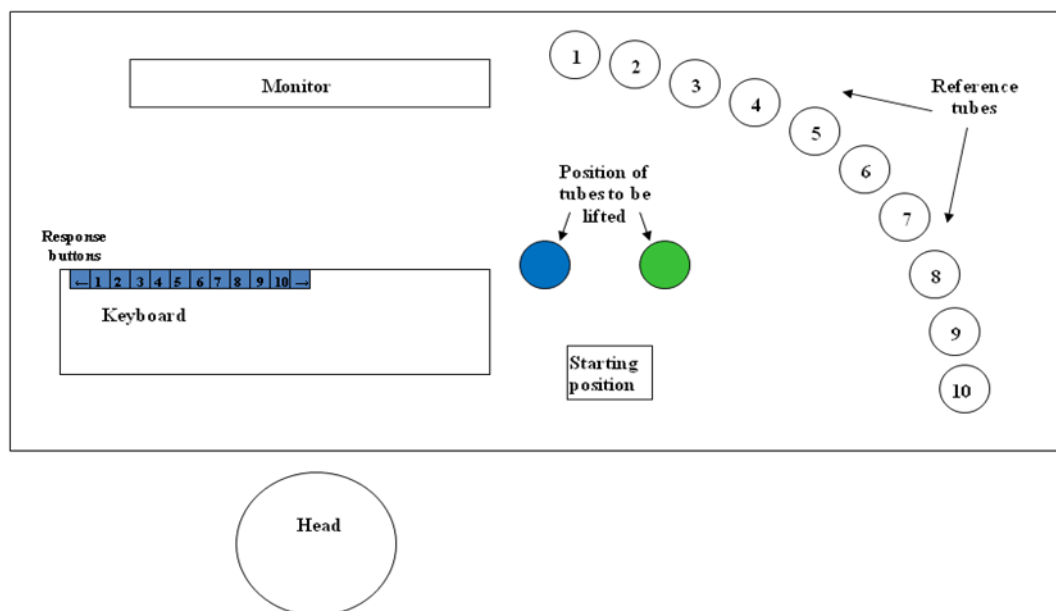 Monitor
1
2
3
4
5
6
7
8
9
10
Reference
tubes
Position of
tubes to be
lifted
Response
buttons
← 1 2 3 4 5 6 7 8 9 10 →
Keyboard
Starting
position
Head